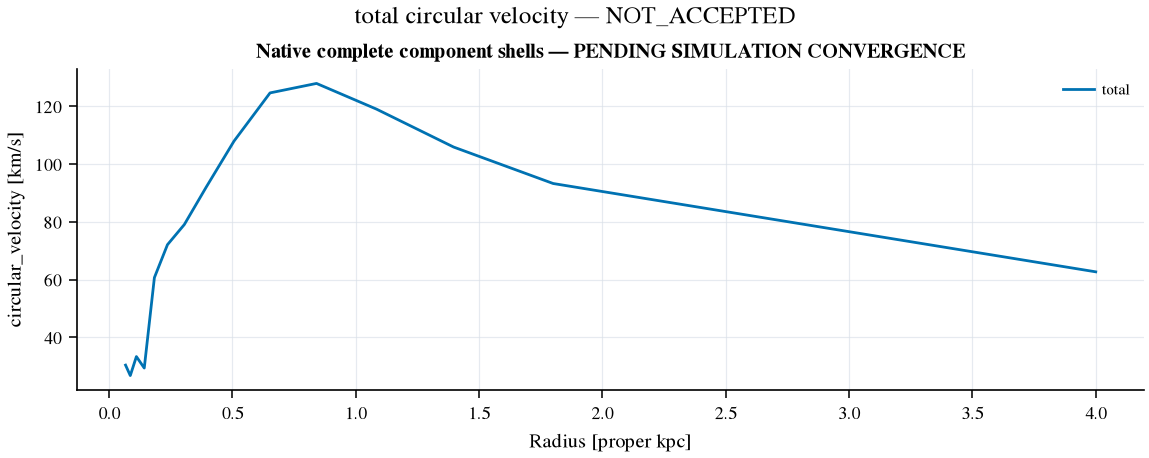 total circular velocity — NOT_ACCEPTED
Native complete component shells — PENDING SIMULATION CONVERGENCE
total
circular_velocity [km/s]
120
100
80
60
40
0.0 0.5 1.0 1.5 2.0 2.5 3.0 3.5 4.0
Radius [proper kpc]